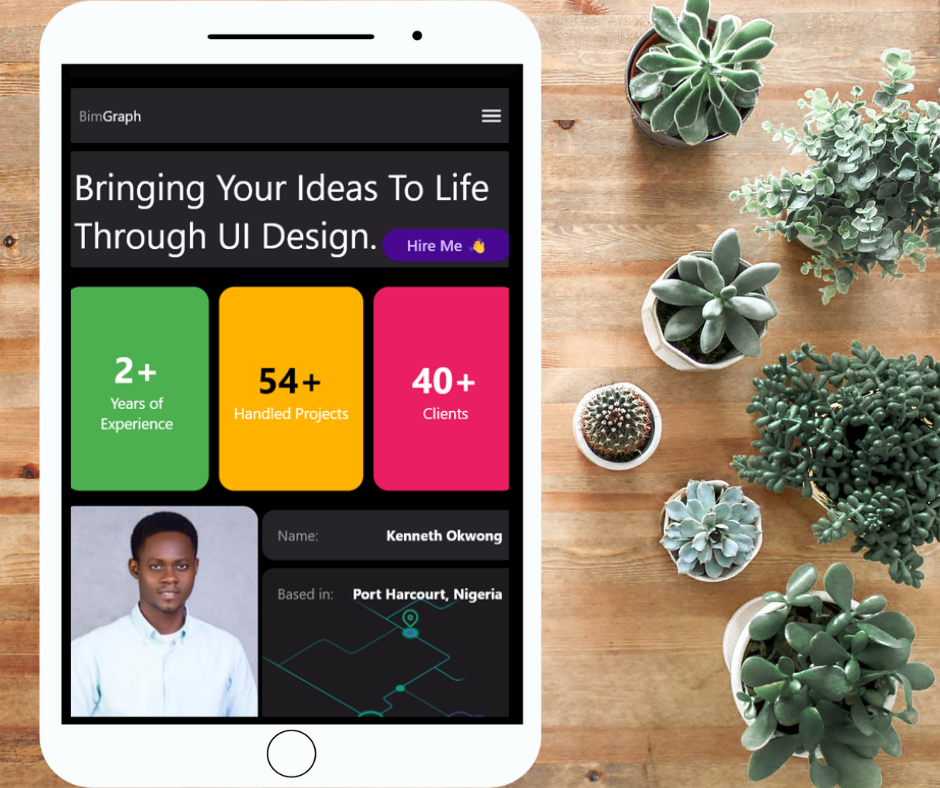 BimGraph
Bringing Your Ideas To Life
Through UI Design.
Hire Me 👋
2+
Years of
Experience
54+
Handled Projects
40+
Clients
Name: Kenneth Okwong
Based in: Port Harcourt, Nigeria